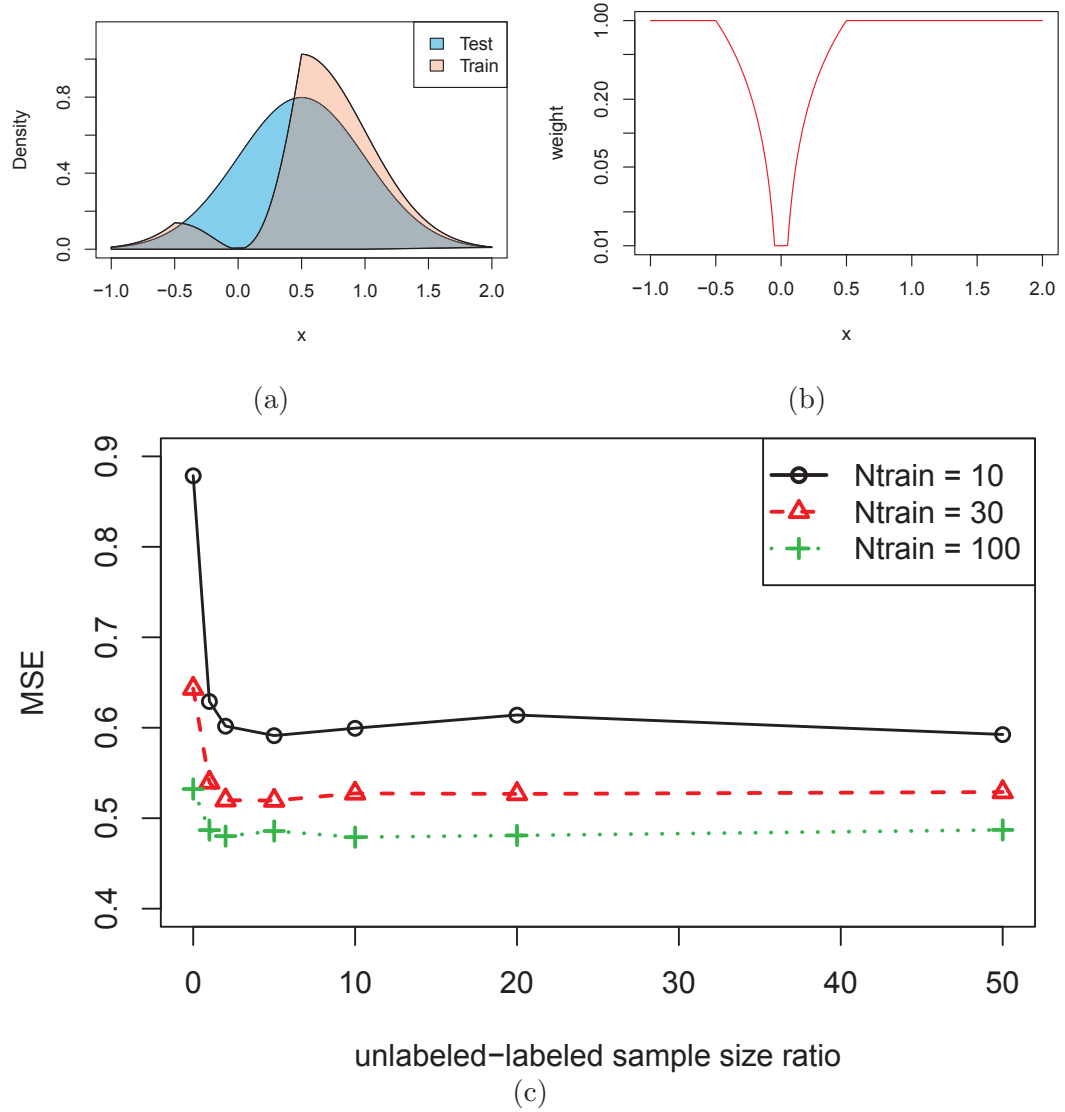 Density
0.0
0.4
0.8
−1.0 −0.5 0.0 0.5 1.0 1.5 2.0
x
Test
Train
(a)
weight
0.01
0.05
0.20
1.00
−1.0 −0.5 0.0 0.5 1.0 1.5 2.0
x
(b)
MSE
0.4
0.5
0.6
0.7
0.8
0.9
Ntrain = 10
Ntrain = 30
Ntrain = 100
0 10 20 30 40 50
unlabeled−labeled sample size ratio
(c)